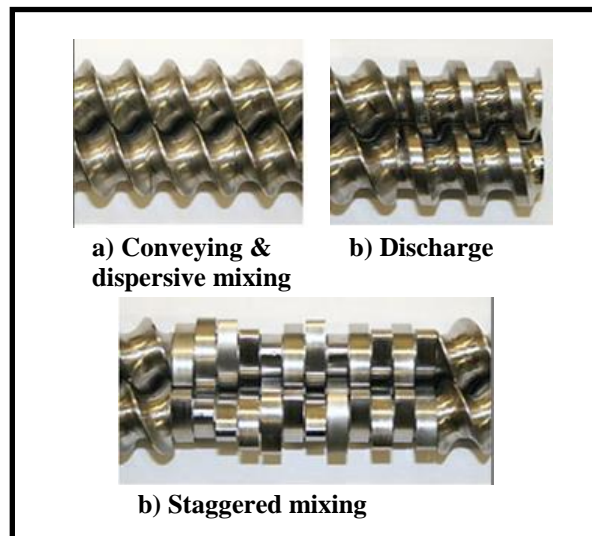 a) Conveying &
dispersive mixing
b) Discharge
b) Staggered mixing